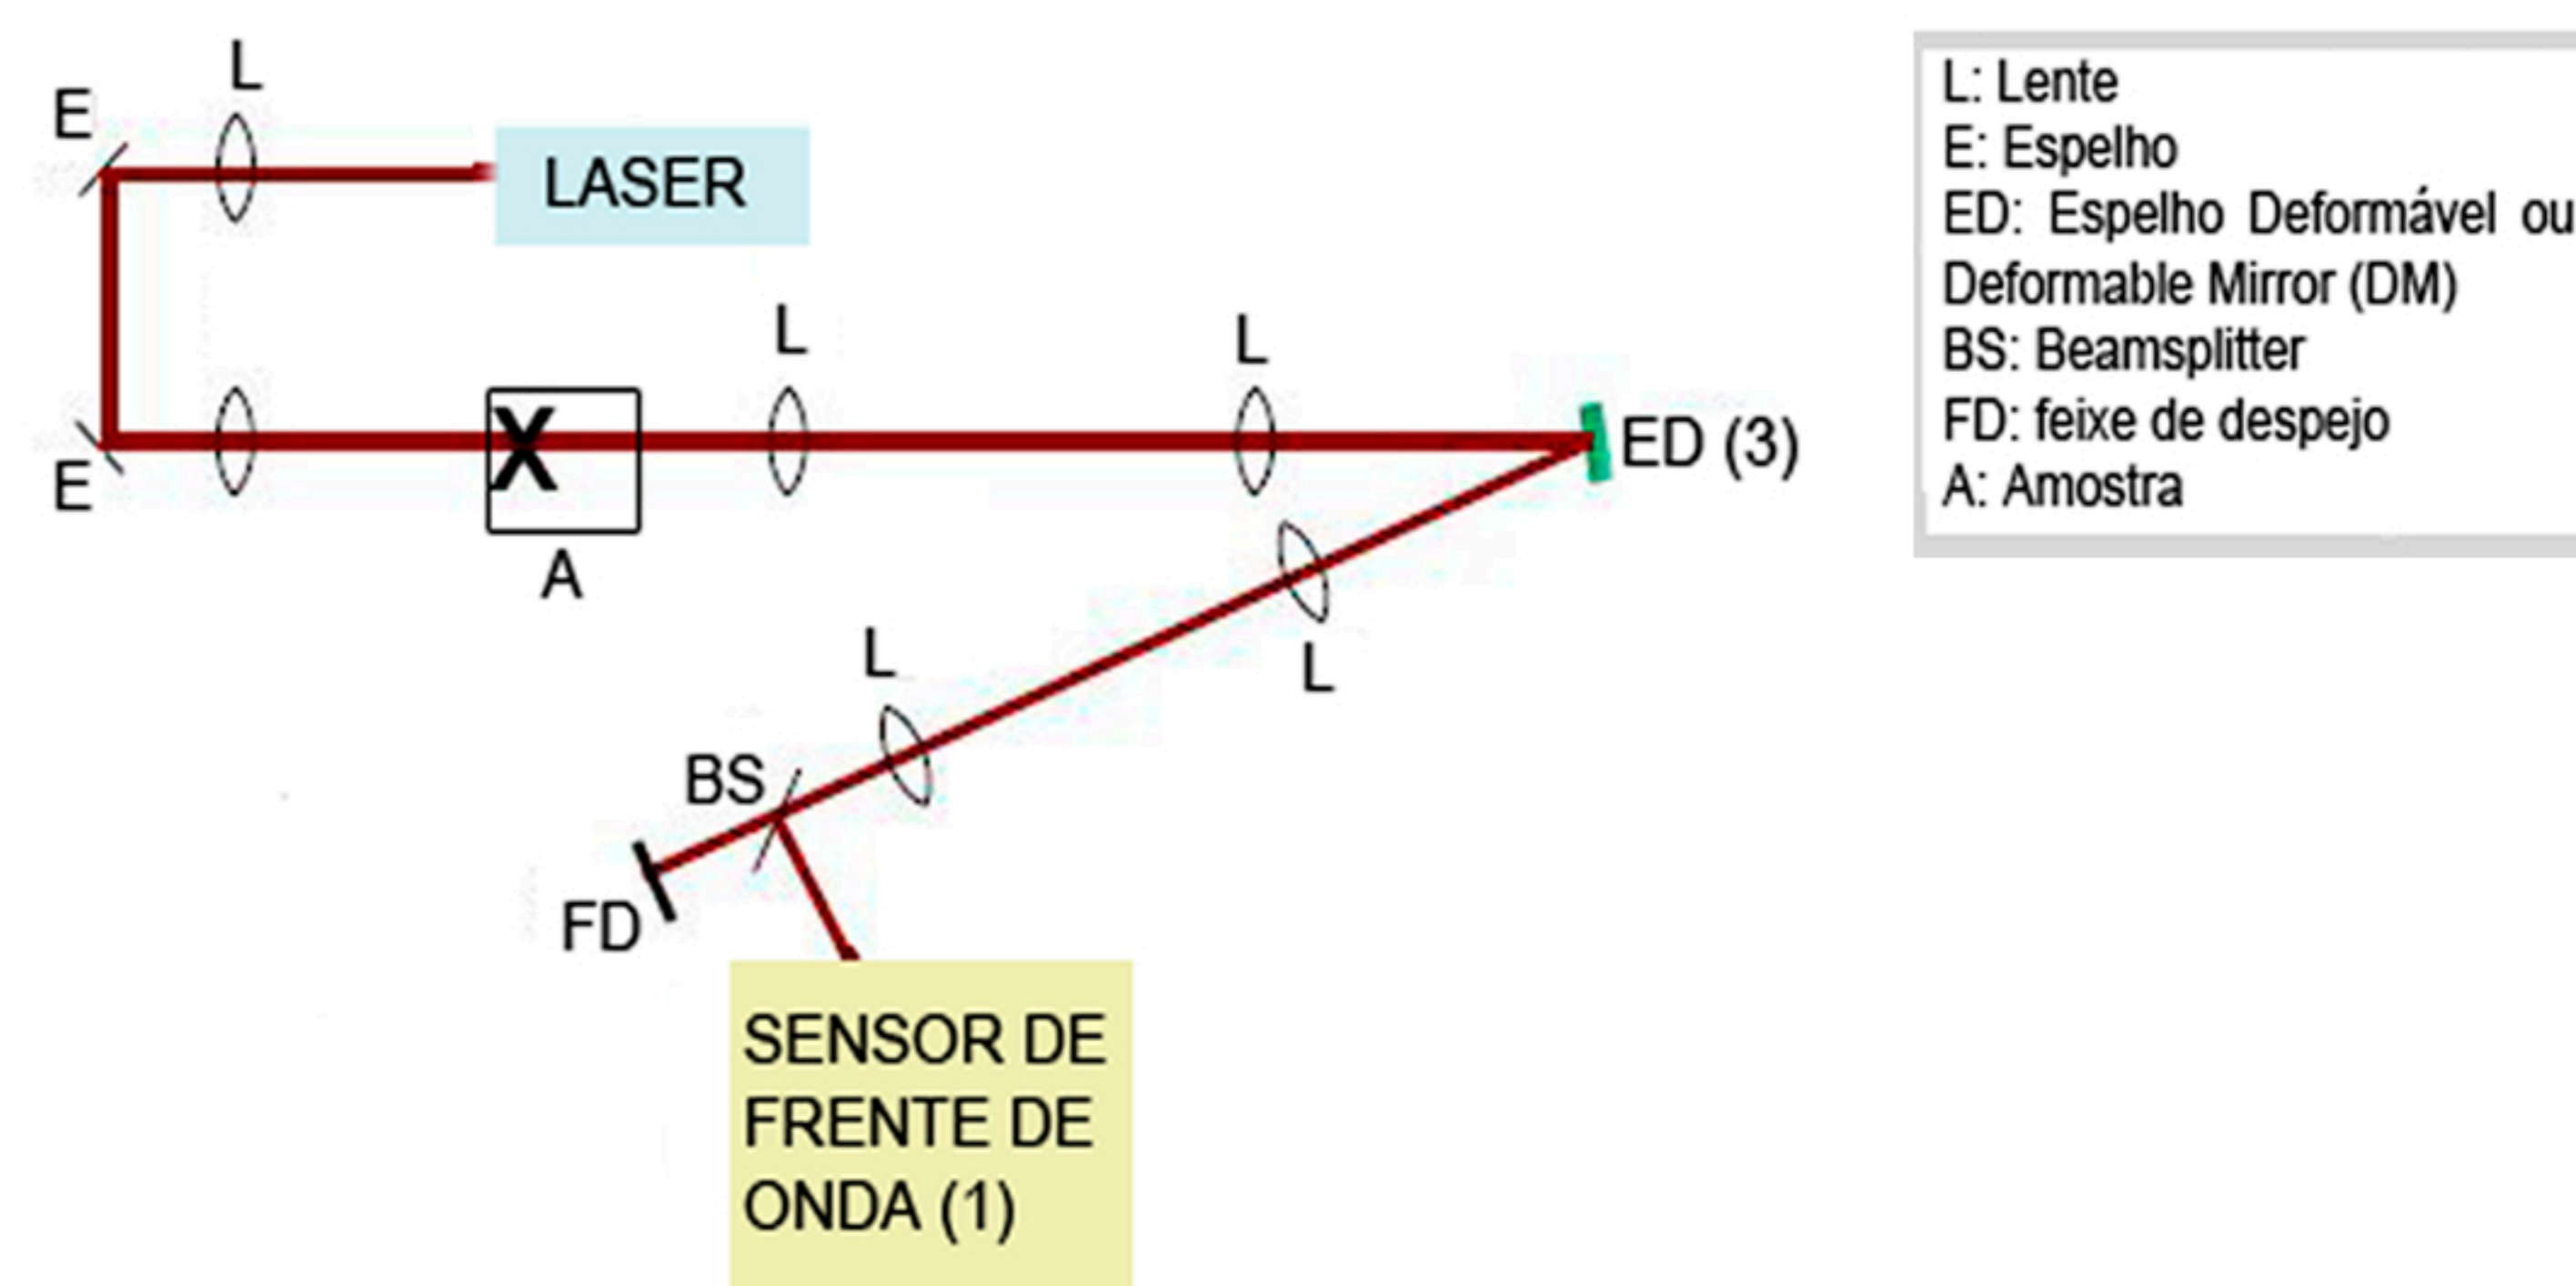 L
E
LASER
L
L
ED (3)
E
A
L
L
BS
FD
SENSOR DE
FRENTE DE
ONDA (1)
X
L: Lente
E: Espelho
ED: Espelho Deformável ou
Deformable Mirror (DM)
BS: Beamsplitter
FD: feixe de despejo
A: Amostra